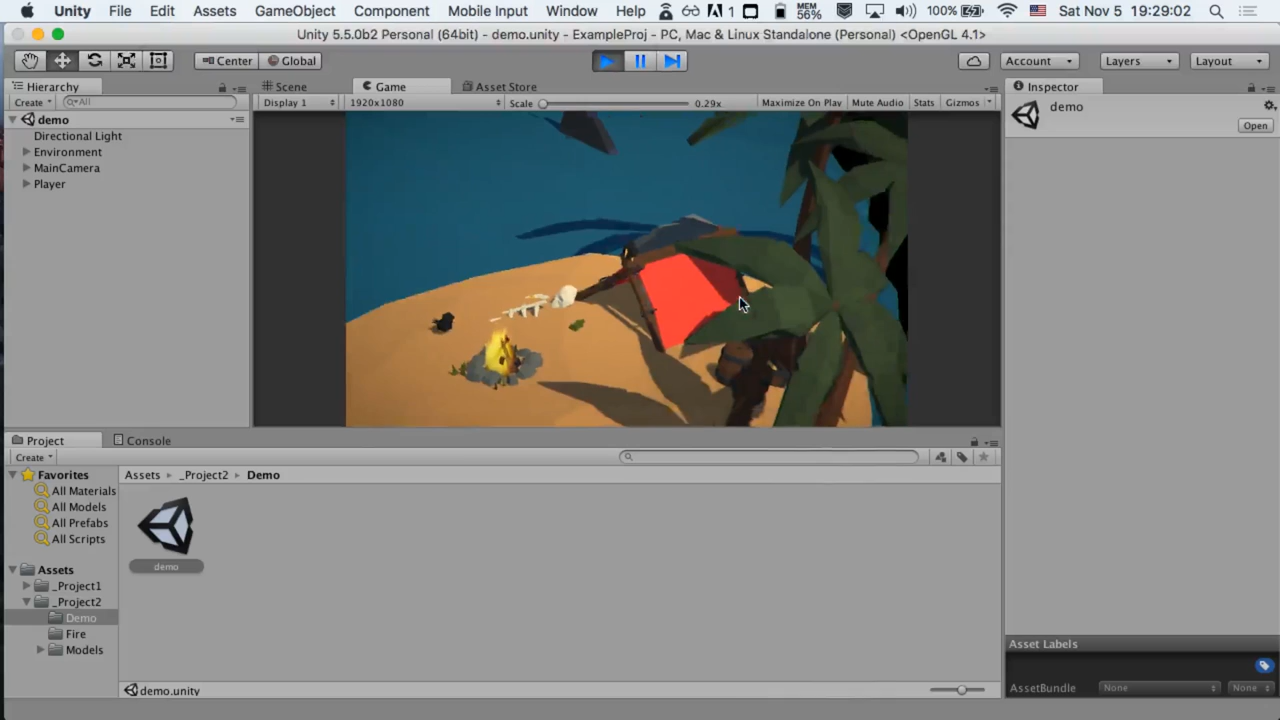 Unity File Edit Assets GameObject Component Mobile Input Window Help 1 MEM 56% 100% Sat Nov 5 19:29:02
Unity 5.5.0b2 Personal (64bit) - demo.unity - ExampleProj - PC, Mac & Linux Standalone (Personal) <OpenGL 4.1>
Center Global Account Layers Layout
Hierarchy Scene Game Asset Store Inspector
Create All Display 1 1920x1080 Scale 0.29x Maximize On Play Mute Audio Stats Gizmos demo
demo Open
Directional Light
Environment
MainCamera
Player
Project Console
Create
Favorites Assets _Project2 Demo
All Materials
All Models
All Prefabs
All Scripts
demo
Assets
_Project1
_Project2
Demo
Fire
Models
Asset Labels
demo.unity AssetBundle None None